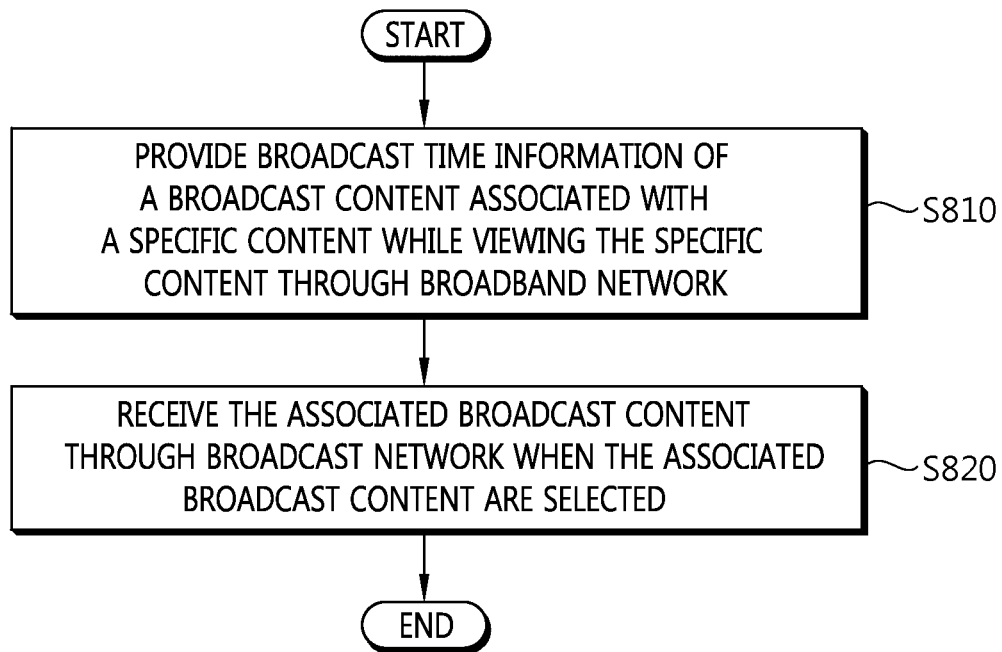 START
PROVIDE BROADCAST TIME INFORMATION OF
A BROADCAST CONTENT ASSOCIATED WITH
A SPECIFIC CONTENT WHILE VIEWING THE SPECIFIC
CONTENT THROUGH BROADBAND NETWORK
S810
RECEIVE THE ASSOCIATED BROADCAST CONTENT
THROUGH BROADCAST NETWORK WHEN THE ASSOCIATED
BROADCAST CONTENT ARE SELECTED
S820
END